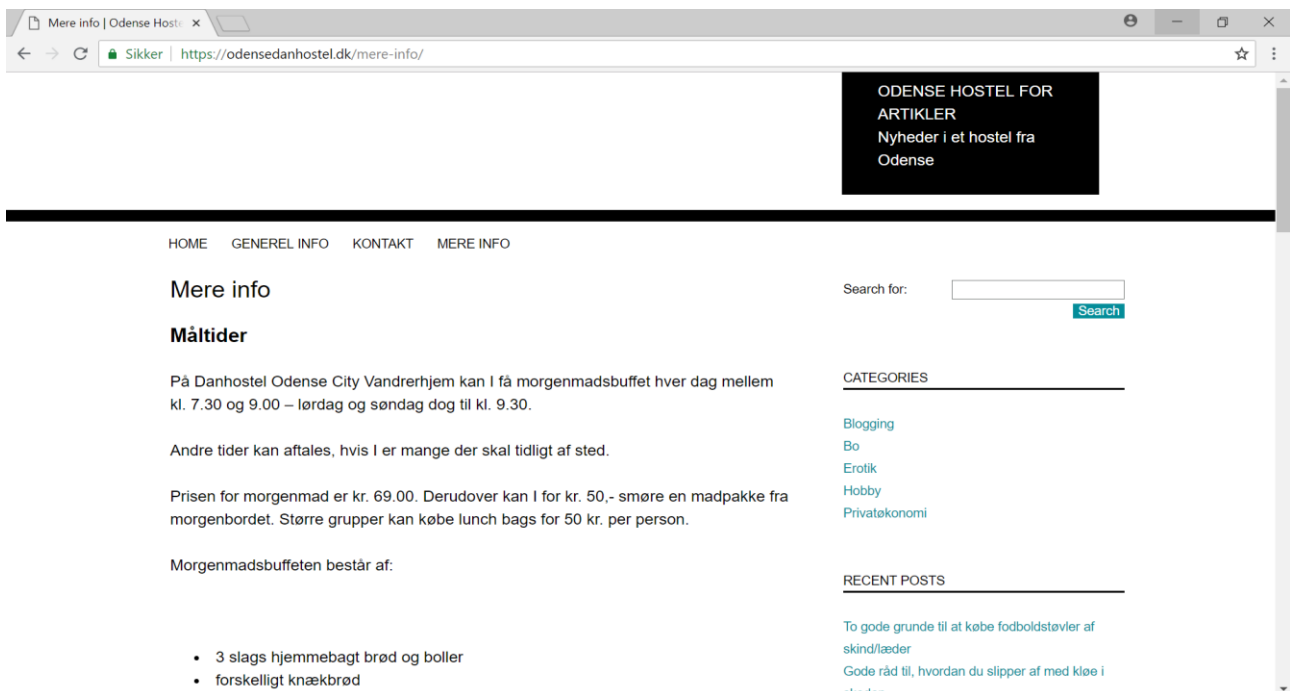 Mere info | Odense Hoste
Sikker | https://odensedanhostel.dk/mere-info/
ODENSE HOSTEL FOR
ARTIKLER
Nyheder i et hostel fra
Odense
HOME GENEREL INFO KONTAKT MERE INFO
Mere info
Måltider
På Danhostel Odense City Vandrerhjem kan I få morgenmadsbuffet hver dag mellem
kl. 7.30 og 9.00 – lørdag og søndag dog til kl. 9.30.
Andre tider kan aftales, hvis I er mange der skal tidligt af sted.
Prisen for morgenmad er kr. 69.00. Derudover kan I for kr. 50,- smøre en madpakke fra
morgenbordet. Større grupper kan købe lunch bags for 50 kr. per person.
Morgenmadsbuffeten består af:
• 3 slags hjemmebagt brød og boller
• forskelligt knækbrød
Search for:
Search
CATEGORIES
Blogging
Bo
Erotik
Hobby
Privatøkonomi
RECENT POSTS
To gode grunde til at købe fodboldstøvler af
skind/læder
Gode råd til, hvordan du slipper af med kløe i